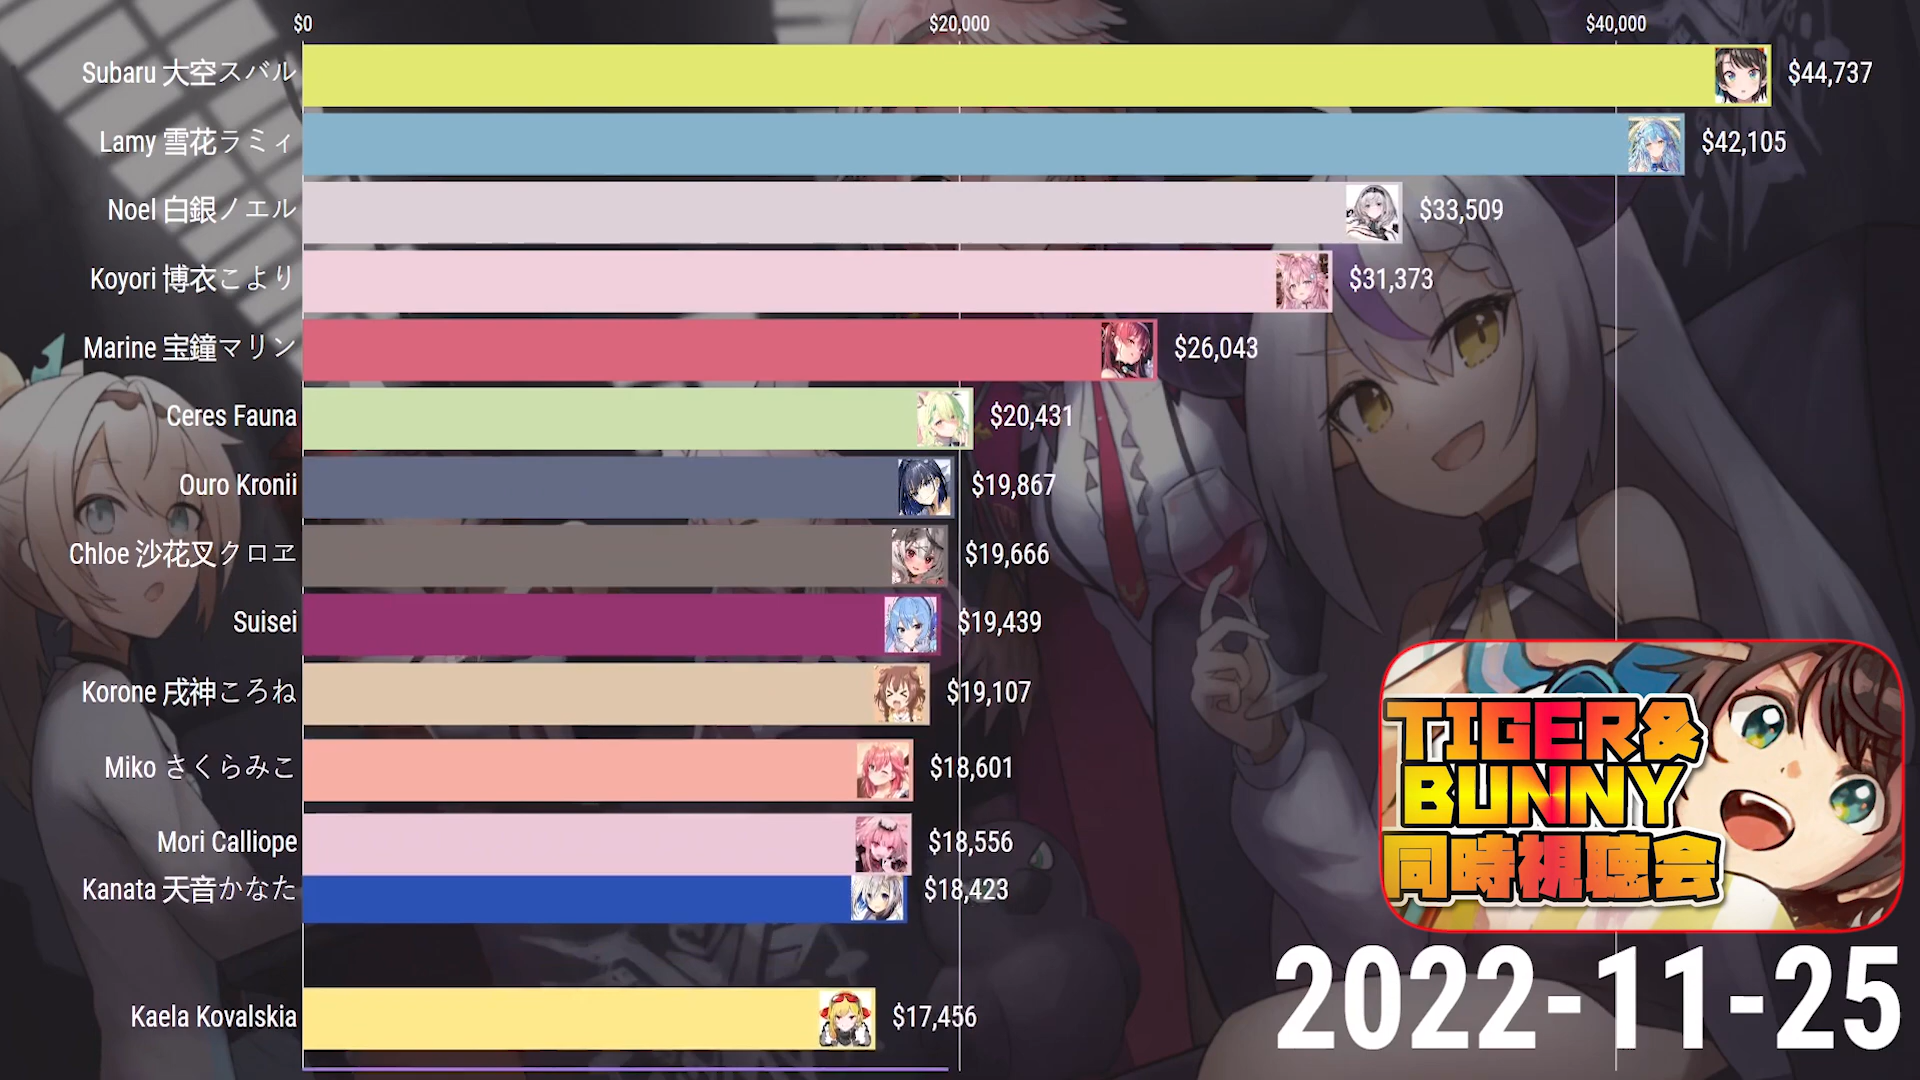 $0 $20,000 $40,000
Subaru 大空スバル $44,737
Lamy 雪花ラミィ $42,105
Noel 白銀ノエル $33,509
Koyori 博衣こより $31,373
Marine 宝鐘マリン $26,043
Ceres Fauna $20,431
Ouro Kronii $19,867
Chloe 沙花叉クロヱ $19,666
Suisei $19,439
Korone 戌神ころね $19,107
Miko さくらみこ $18,601
Mori Calliope $18,556
Kanata 天音かなた $18,423
Kaela Kovalskia $17,456
TIGER&
BUNNY
同時視聴会
2022-11-25